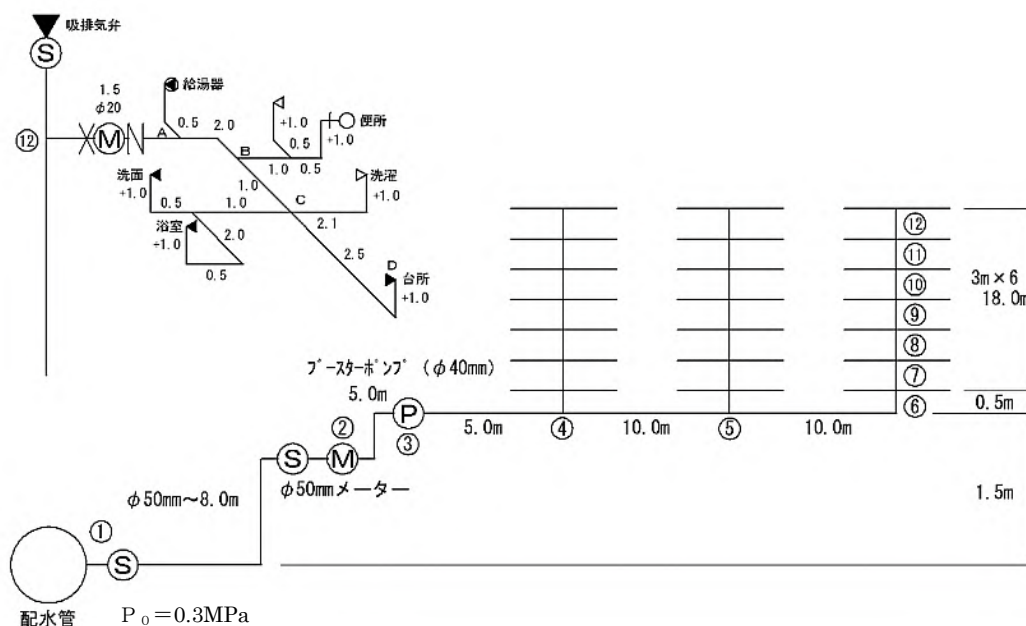 吸排気弁
S
1.5
φ20
給湯器
⑫
M
A
0.5
2.0
+1.0
便所
+1.0
B
0.5
1.0
0.5
洗面
+1.0
1.0
洗濯
+1.0
0.5
1.0
C
浴室
+1.0
2.0
2.1
0.5
2.5
D
台所
+1.0
⑫
⑪
⑩
⑨
⑧
⑦
⑥
3m×6
18.0m
0.5m
1.5m
ブースターポンプ (φ40mm)
5.0m
P
③
5.0m
④
10.0m
⑤
10.0m
②
S
M
φ50mmメーター
φ50mm～8.0m
①
S
配水管
P₀=0.3MPa